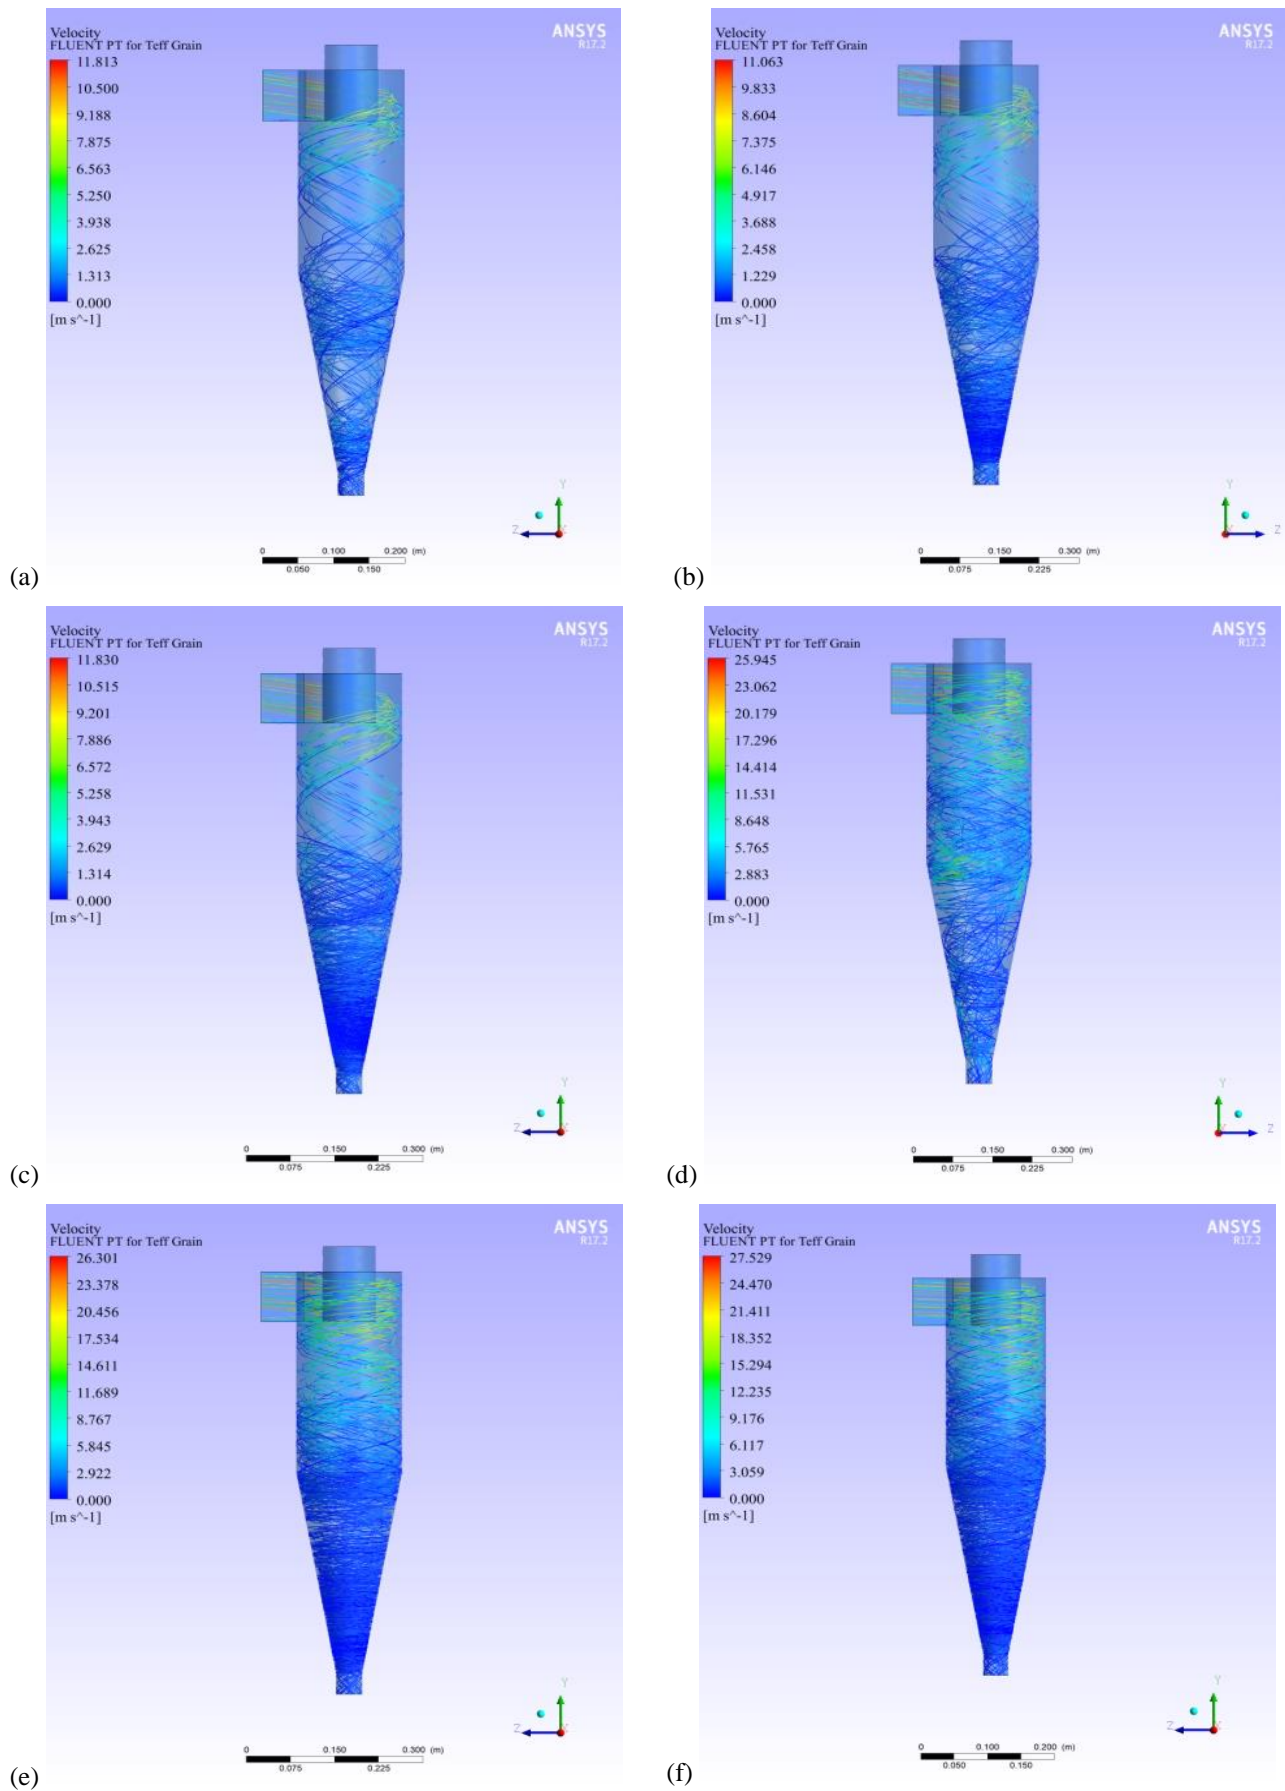 Velocity
FLUENT PT for Teff Grain
11.813
10.500
9.188
7.875
6.563
5.250
3.938
2.625
1.313
0.000
[m s^-1]
ANSYS
R17.2
Y
Z
0 0.100 0.200 (m)
0.050 0.150
(a)
Velocity
FLUENT PT for Teff Grain
11.063
9.833
8.604
7.375
6.146
4.917
3.688
2.458
1.229
0.000
[m s^-1]
ANSYS
R17.2
Y
Z
0 0.150 0.300 (m)
0.075 0.225
(b)
Velocity
FLUENT PT for Teff Grain
11.830
10.515
9.201
7.886
6.572
5.258
3.943
2.629
1.314
0.000
[m s^-1]
ANSYS
R17.2
Y
Z
0 0.150 0.300 (m)
0.075 0.225
(c)
Velocity
FLUENT PT for Teff Grain
25.945
23.062
20.179
17.296
14.414
11.531
8.648
5.765
2.883
0.000
[m s^-1]
ANSYS
R17.2
Y
Z
0 0.150 0.300 (m)
0.075 0.225
(d)
Velocity
FLUENT PT for Teff Grain
26.301
23.378
20.456
17.534
14.611
11.689
8.767
5.845
2.922
0.000
[m s^-1]
ANSYS
R17.2
Y
Z
0 0.150 0.300 (m)
0.075 0.225
(e)
Velocity
FLUENT PT for Teff Grain
27.529
24.470
21.411
18.352
15.294
12.235
9.176
6.117
3.059
0.000
[m s^-1]
ANSYS
R17.2
Y
Z
0 0.100 0.200 (m)
0.050 0.150
(f)